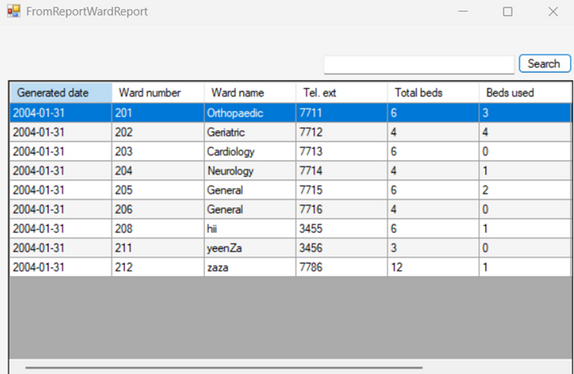 FromReportWardReport
Search
Generated date Ward number Ward name Tel. ext Total beds Beds used
2004-01-31 201 Orthopaedic 7711 6 3
2004-01-31 202 Geriatric 7712 4 4
2004-01-31 203 Cardiology 7713 6 0
2004-01-31 204 Neurology 7714 4 1
2004-01-31 205 General 7715 6 2
2004-01-31 206 General 7716 4 0
2004-01-31 208 hii 3455 6 1
2004-01-31 211 yeenZa 3456 3 0
2004-01-31 212 zaza 7786 12 1